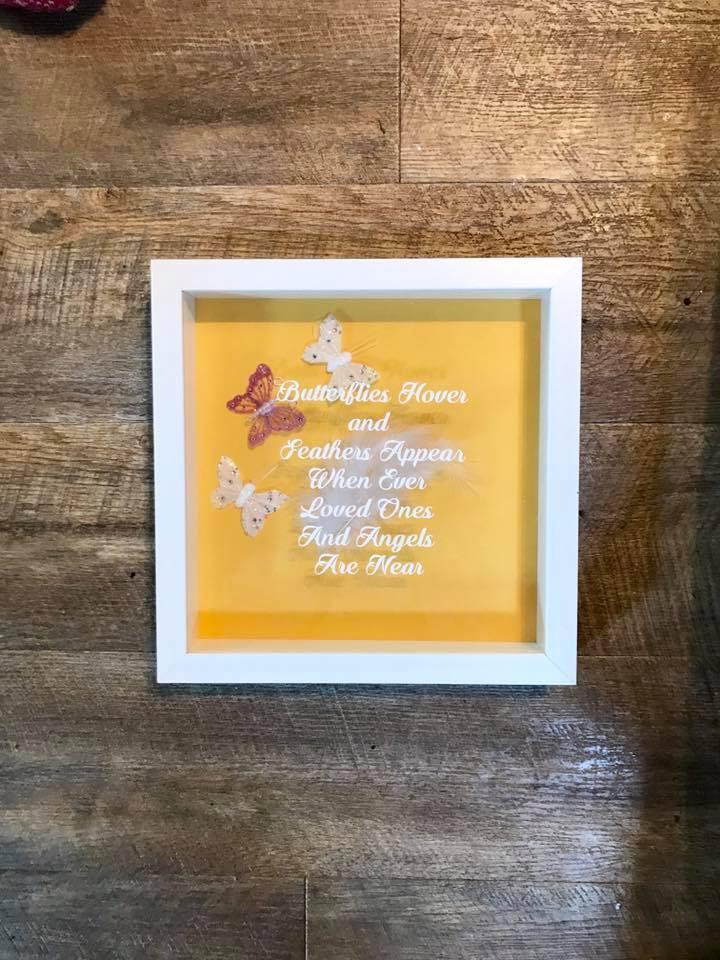 Butterflies Hover
and
Feathers Appear
When Ever
Loved Ones
And Angels
Are Near